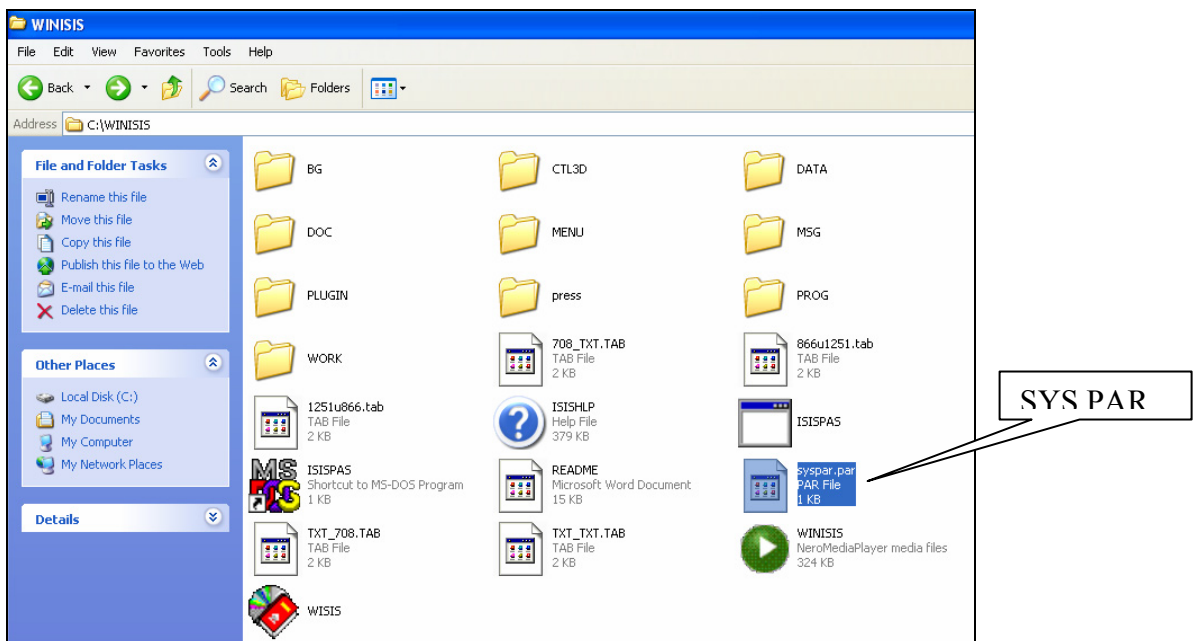 WINISIS
File Edit View Favorites Tools Help
Back Search Folders
Address C:\WINISIS
File and Folder Tasks
Rename this file
Move this file
Copy this file
Publish this file to the Web
E-mail this file
Delete this file
Other Places
Local Disk (C:)
My Documents
My Computer
My Network Places
Details
BG
CTL3D
DATA
DOC
MENU
MSG
PLUGIN
press
PROG
WORK
708_TXT.TAB
TAB File
2 KB
866u1251.tab
TAB File
2 KB
1251u866.tab
TAB File
2 KB
ISISHLP
Help File
379 KB
ISISPAS
MS
DOS
ISISPAS
Shortcut to MS-DOS Program
1 KB
README
Microsoft Word Document
15 KB
syspar.par
PAR File
1 KB
TXT_708.TAB
TAB File
2 KB
TXT_TXT.TAB
TAB File
2 KB
WINISIS
NeroMediaPlayer media files
324 KB
WISIS
SYS PAR